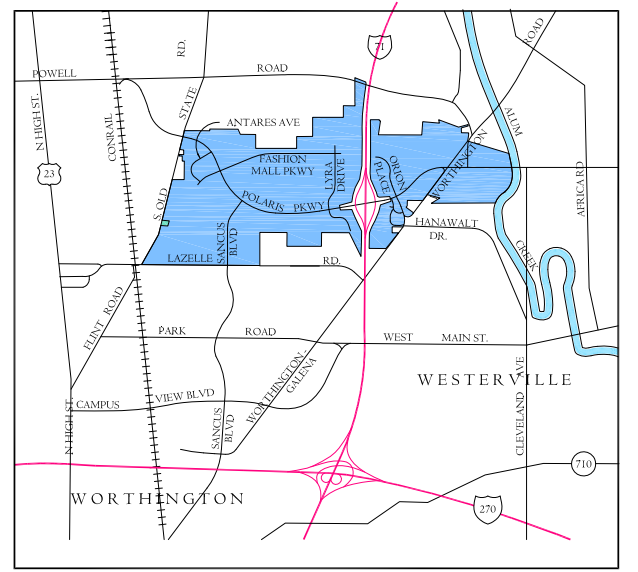 ROAD
RD.
71
POWELL
ROAD
N HIGH ST.
CONRAIL
STATE
ALUM
ANTARES AVE
WORTHINGTON
FASHION
MALL PKWY
LYRA
DRIVE
ORION
PLACE
23
AFRICA RD
S. OLD
POLARIS PKWY
HANAWALT
DR.
SANCUS
BLVD
LAZELLE
RD.
CREEK
FLINT ROAD
PARK ROAD
WEST MAIN ST.
WORTHINGTON-
GALENA
WESTERVILLE
CLEVELAND AVE
N HIGH ST.
CAMPUS VIEW BLVD
SANCUS
BLVD
710
WORTHINGTON
270